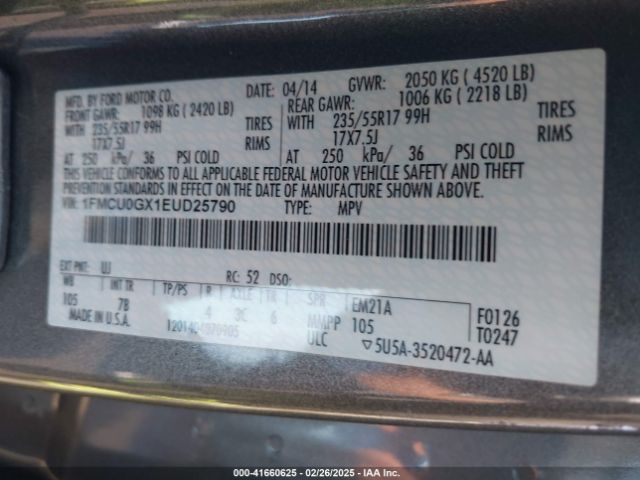 MFD. BY FORD MOTOR CO. DATE: 04/14 GVWR: 2050 KG ( 4520 LB)
FRONT GAWR: 1098 KG ( 2420 LB) REAR GAWR: 1006 KG ( 2218 LB)
WITH 235/55R17 99H TIRES WITH 235/55R17 99H TIRES
17X7.5J RIMS 17X7.5J RIMS
AT 250 kPa/ 36 PSI COLD AT 250 kPa/ 36 PSI COLD
THIS VEHICLE CONFORMS TO ALL APPLICABLE FEDERAL MOTOR VEHICLE SAFETY AND THEFT
PREVENTION STANDARDS IN EFFECT ON THE DATE OF MANUFACTURE SHOWN ABOVE.
VIN: 1FMCU0GX1EUD25790 TYPE: MPV
EXT PNT: UJ RC: 52 DSO:
WB INT TR TP/PS R AXLE TR SPR EM21A F0126
105 7B 4 3C 6 MMPP 105 T0247
MADE IN U.S.A. ULC 5U5A-3520472-AA
000-41660625 - 02/26/2025 - IAA Inc.